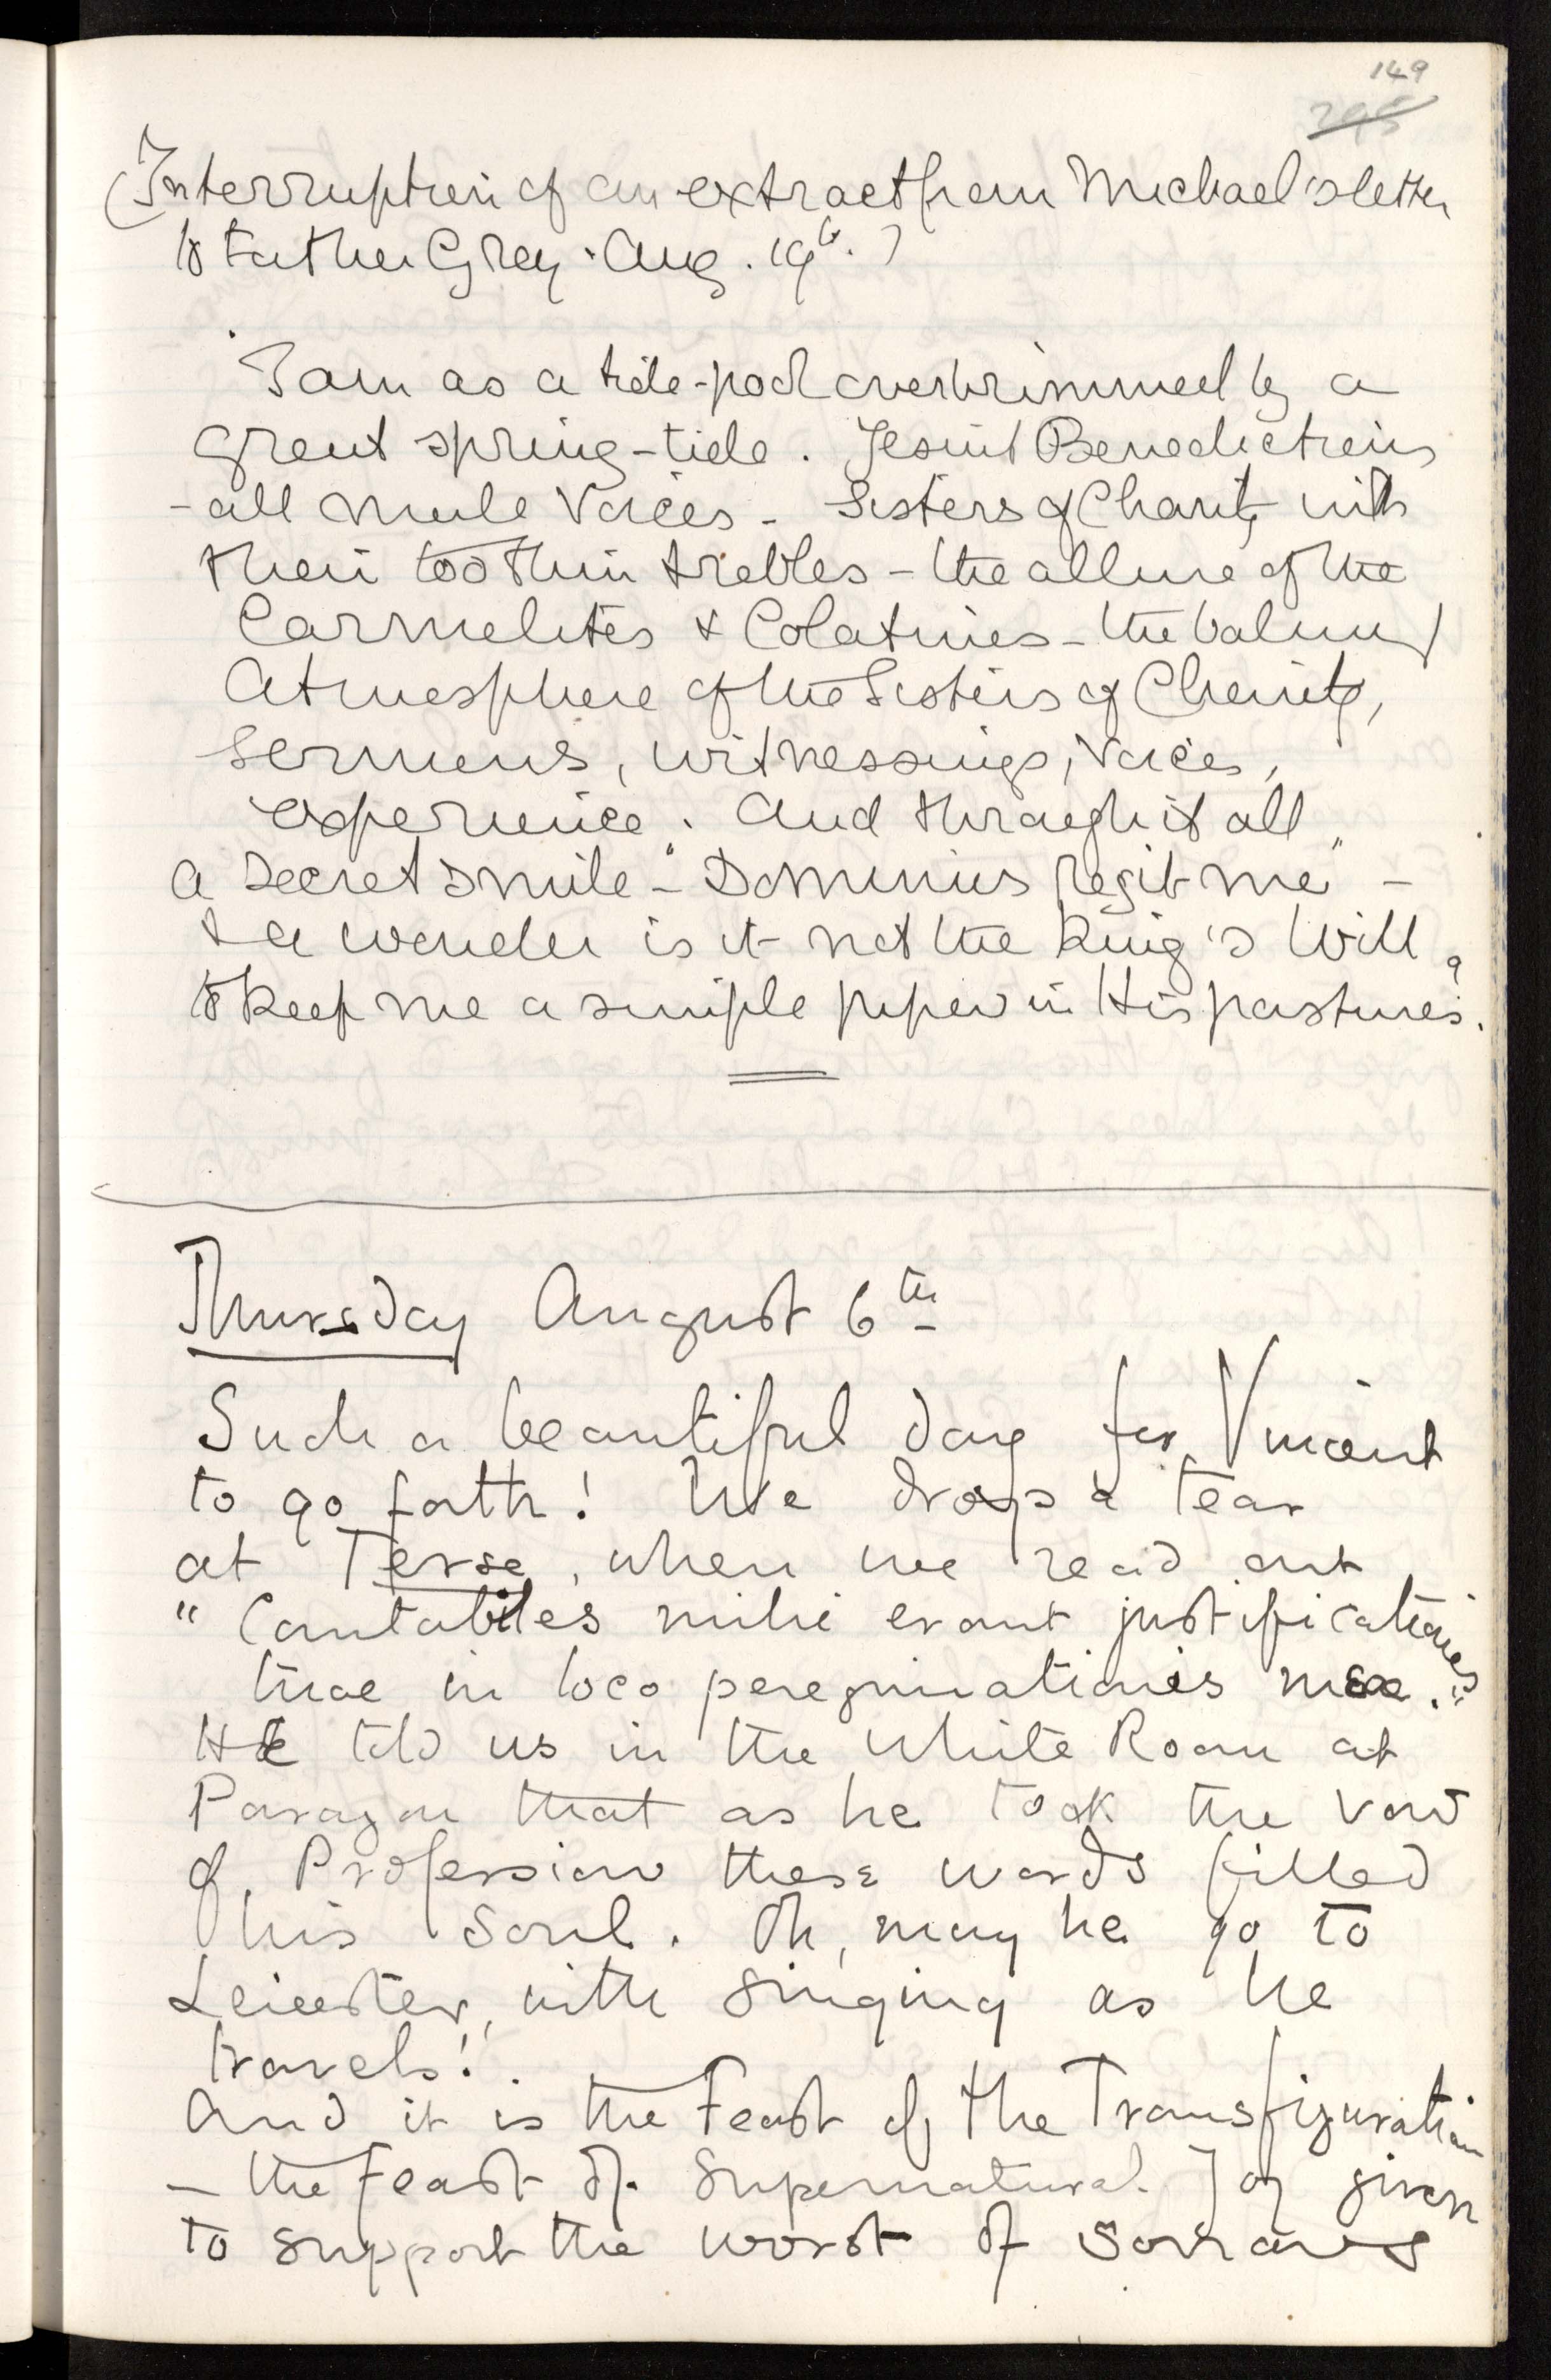 149
295
(Interruption of an extract from Michael's letter
to Father Grey. Aug. 19th.)
I am as a tide-pool overbrimmed by a
great spring-tide. Jesuit Benedictions
- all male Voices - Sisters of Charity with
their too thin trebles - the allure of the
Carmelites & Colatines - the balmy
Atmosphere of the Sisters of Charity,
Sermons, witnessings, Voices,
experience. And through it all
a secret smile - "Dominus regit me" -
& a wonder is it not the King's Will
to keep me a simple piper in His pastures?
Thursday August 6th
Such a beautiful day for Vincent
to go forth! We drop a tear
at Terse, when we read out
"Cantabiles mihi erant justificationes
tuae in loco peregrinationis meae."
He told us in the White Room at
Paragon that as he took the vow
of Profession these words filled
his soul. Oh, may he go to
Leicester, with singing as he
travels!
And it is the Feast of the Transfiguration
- the Feast of Supernatural Joy given
to support the worst of sorrows